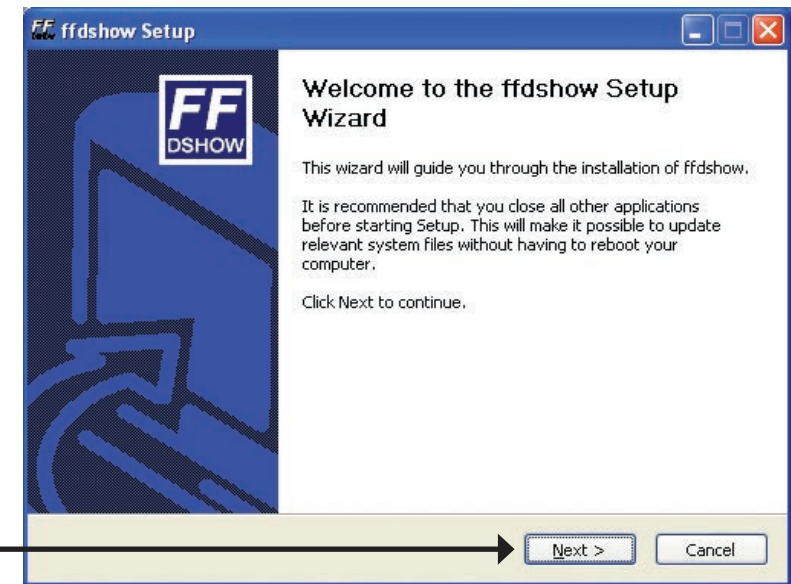 ffdshow Setup
FF
DSHOW
Welcome to the ffdshow Setup
Wizard
This wizard will guide you through the installation of ffdshow.
It is recommended that you close all other applications
before starting Setup. This will make it possible to update
relevant system files without having to reboot your
computer.
Click Next to continue.
Next > Cancel